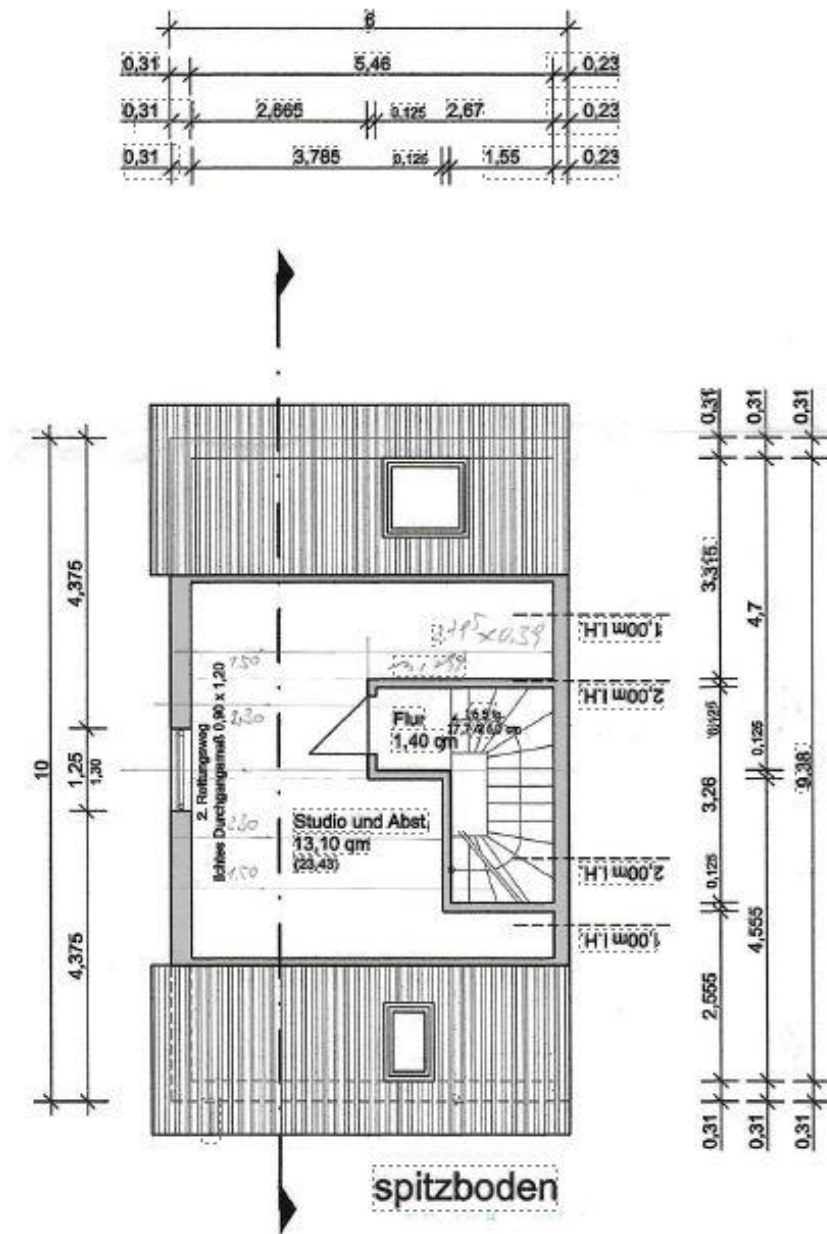 6
0,31 5,46 0,23
0,31 2,665 0,125 2,67 0,23
0,31 3,785 0,125 1,55 0,23
0,31 0,31 0,31
4,375 1,25 4,375
1,30
10
3,315 0,125 3,26 0,125 2,555
4,7 0,125 4,555
9,38
0,31 0,31 0,31
1,00m l.H.
2,00m l.H.
2,00m l.H.
1,00m l.H.
2. Rettungsweg
lichtes Durchgangsmaß 0,90 x 1,20
1,50
2,30
2,30
1,50
x 0,39
Flur
1,40 qm
Studio und Abst.
13,10 qm
(23,43)
spitzboden